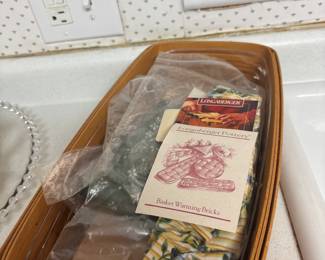 LONGABERGER
Longaberger Pottery
Basket Warming Bricks